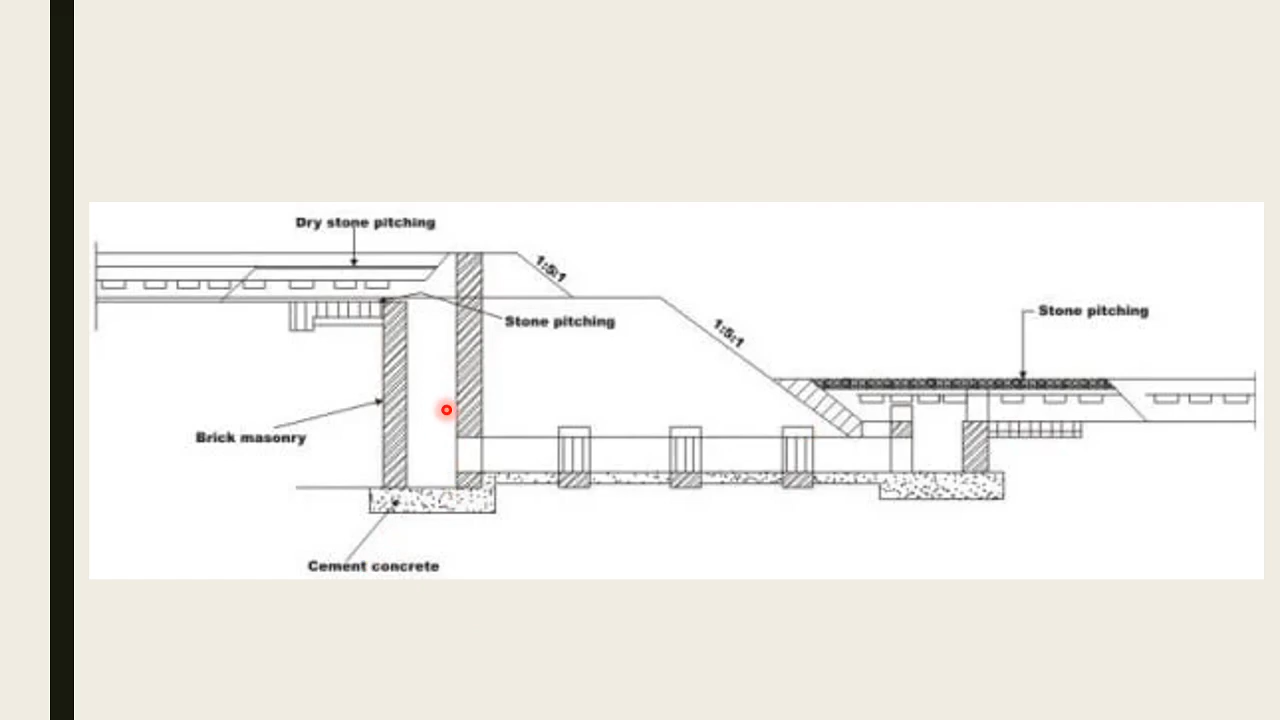 Dry stone pitching
1:5:1
Stone pitching
1:5:1
Stone pitching
Brick masonry
Cement concrete